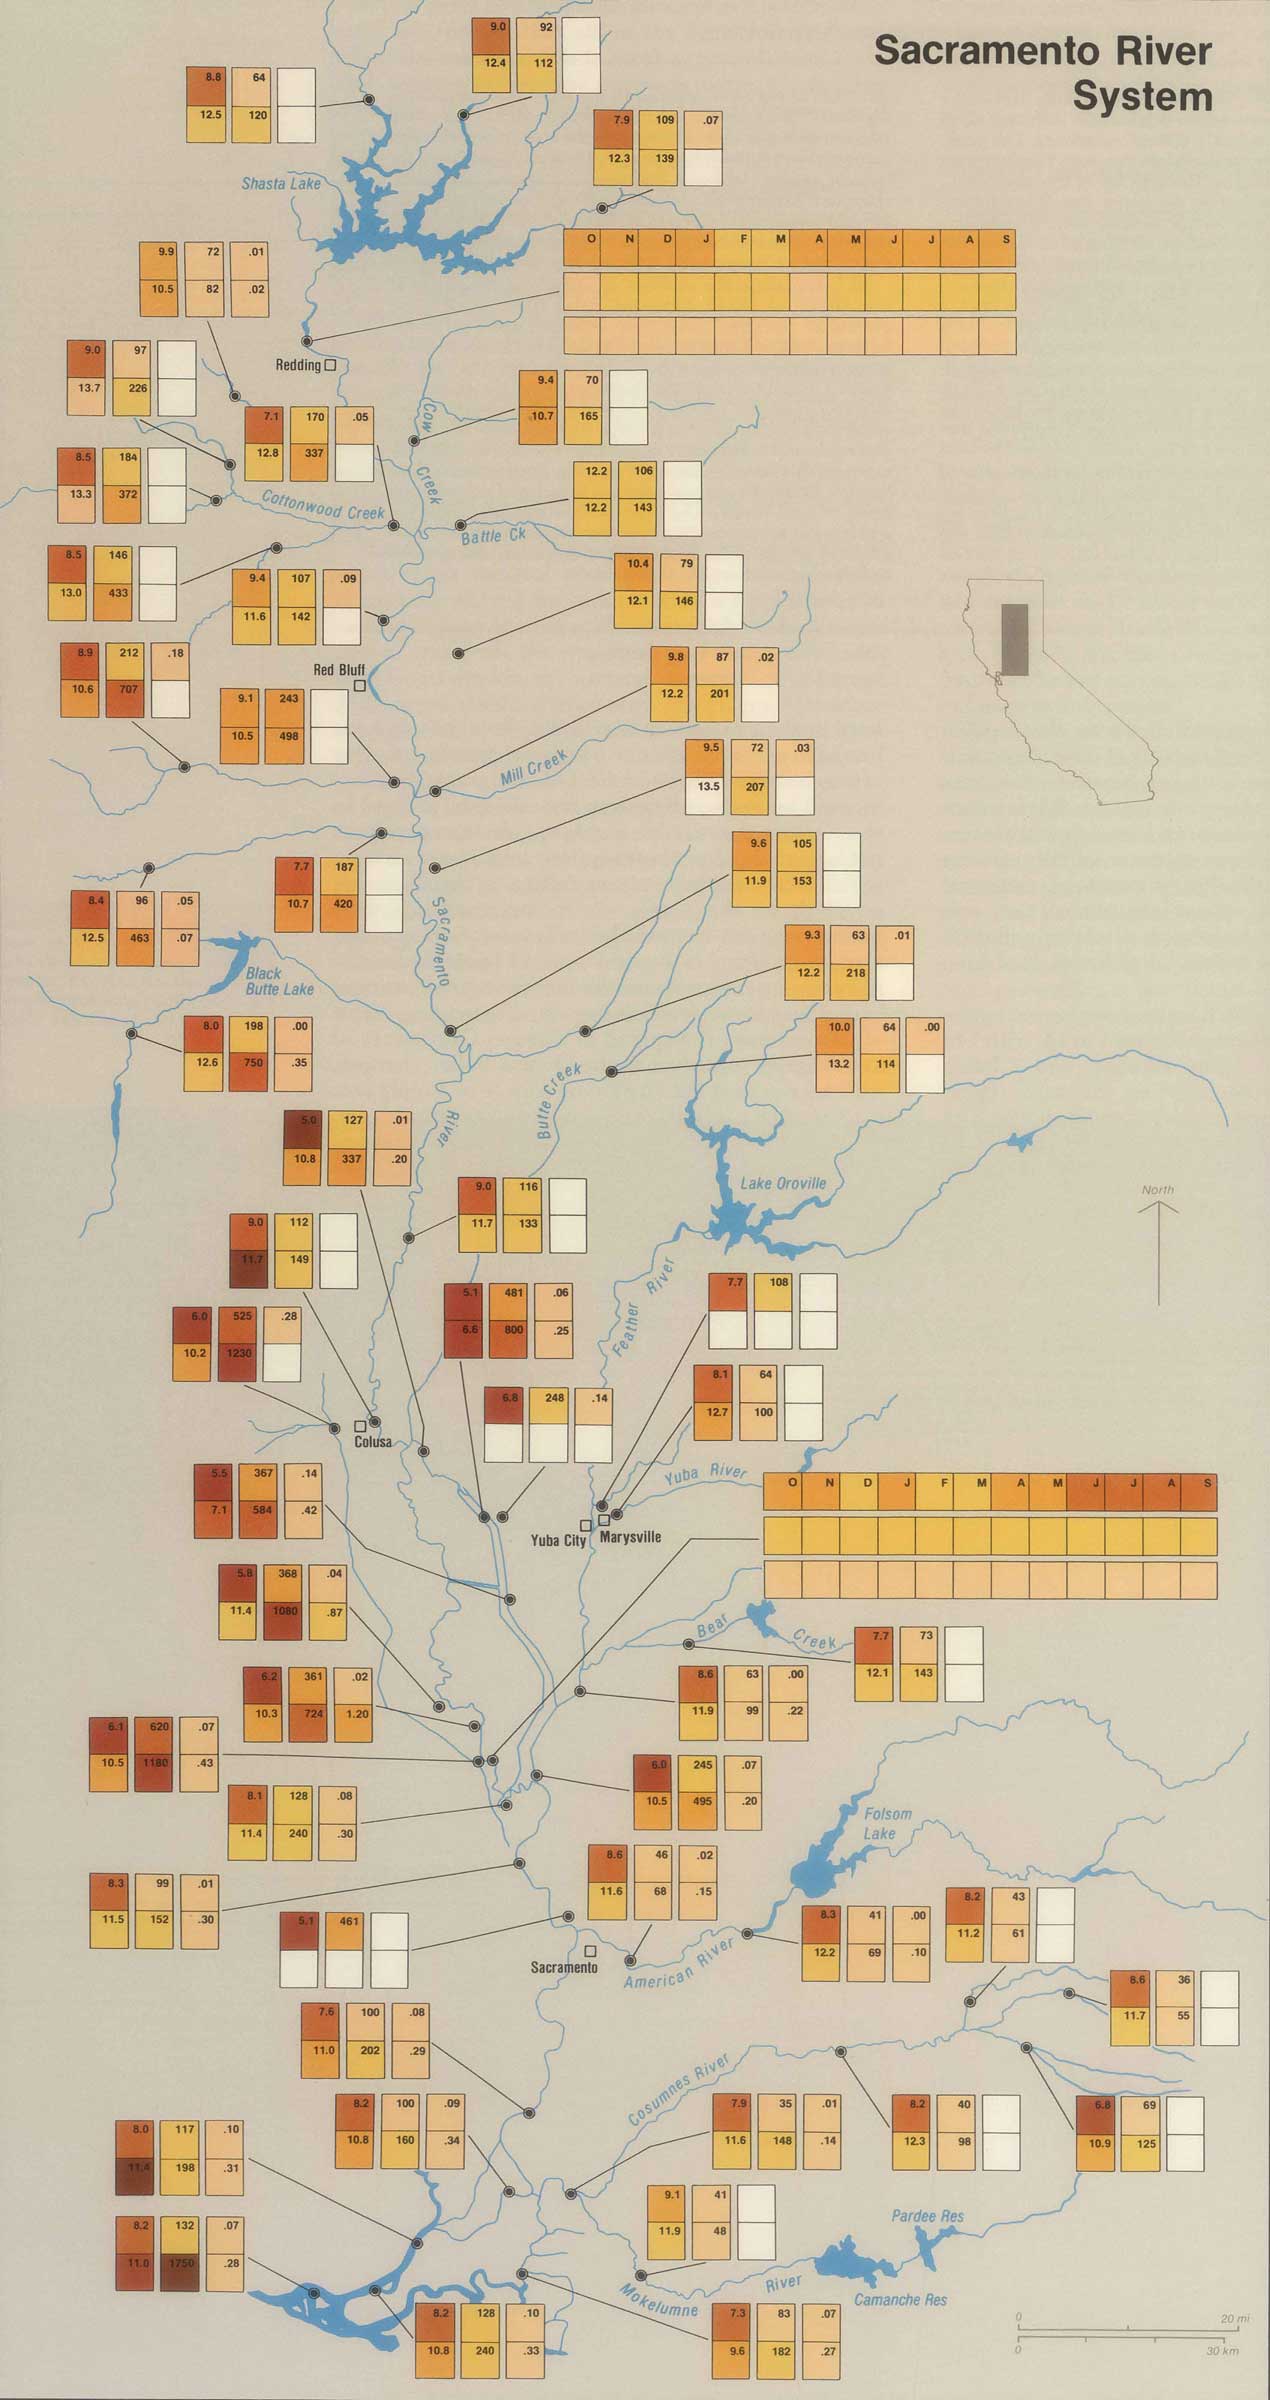 Sacramento River
System
9.0 92
12.4 112
8.8 64
12.5 120
7.9 109 .07
12.3 139
Shasta Lake
O N D J F M A M J J A S
9.9 72 .01
10.5 82 .02
Redding
9.0 97
13.7 226
9.4 70
10.7 165
Cow
Creek
7.1 170 .05
12.8 337
8.5 184
13.3 372
12.2 106
12.2 143
Cottonwood Creek
Battle Ck
8.5 146
13.0 433
10.4 79
12.1 146
9.4 107 .09
11.6 142
8.9 212 .18
10.6 707
9.8 87 .02
12.2 201
Red Bluff
9.1 243
10.5 498
Mill Creek
9.5 72 .03
13.5 207
9.6 105
11.9 153
7.7 187
10.7 420
8.4 96 .05
12.5 463 .07
Sacramento
9.3 63 .01
12.2 218
Black
Butte Lake
8.0 198 .00
12.6 750 .35
10.0 64 .00
13.2 114
Butte Creek
River
5.0 127 .01
10.8 337 .20
9.0 116
11.7 133
Lake Oroville
North
9.0 112
11.7 149
Feather
River
7.7 108
5.1 481 .06
6.6 800 .25
6.0 525 .28
10.2 1230
8.1 64
12.7 100
6.8 248 .14
Colusa
5.5 367 .14
7.1 584 .42
Yuba River
O N D J F M A M J J A S
Yuba City
Marysville
5.8 368 .04
11.4 1080 .87
Bear
Creek
7.7 73
12.1 143
6.2 361 .02
10.3 724 1.20
8.6 63 .00
11.9 99 .22
6.1 620 .07
10.5 1180 .43
6.0 245 .07
10.5 495 .20
8.1 128 .08
11.4 240 .30
Folsom
Lake
8.6 46 .02
11.6 68 .15
8.3 99 .01
11.5 152 .30
8.2 43
11.2 61
8.3 41 .00
12.2 69 .10
5.1 461
Sacramento
American River
8.6 36
11.7 55
7.6 100 .08
11.0 202 .29
Cosumnes River
8.2 100 .09
10.8 160 .34
7.9 35 .01
11.6 148 .14
8.2 40
12.3 98
6.8 69
10.9 125
8.0 117 .10
11.4 198 .31
9.1 41
11.9 48
Pardee Res
8.2 132 .07
11.0 1750 .28
Mokelumne
River
Camanche Res
8.2 128 .10
10.8 240 .33
7.3 83 .07
9.6 182 .27
0 20 mi
0 30 km